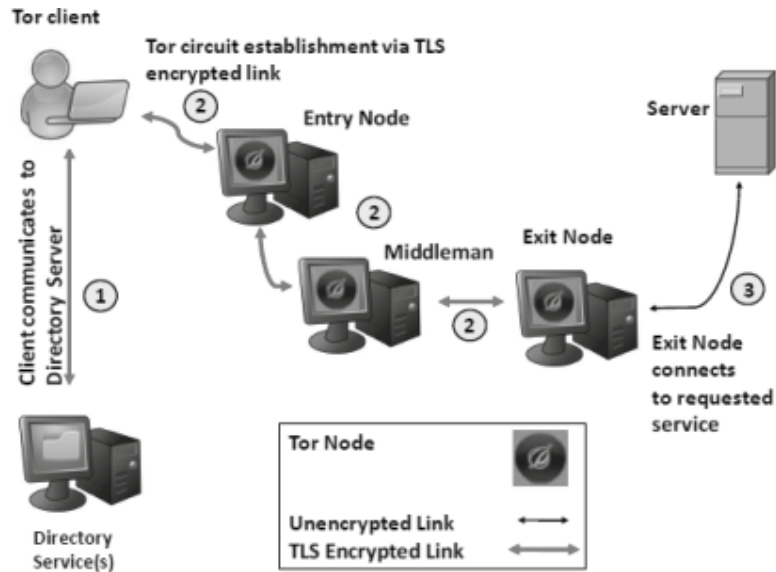 Tor client
Tor circuit establishment via TLS
encrypted link
2
Entry Node
Server
Client communicates to
Directory Server
1
2
Middleman
Exit Node
2
3
Exit Node
connects
to requested
service
Directory
Service(s)
Tor Node
Unencrypted Link
TLS Encrypted Link